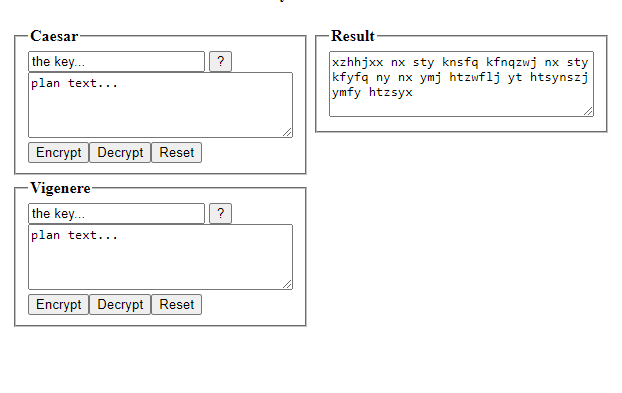 Caesar
the key...
?
plan text...
Encrypt Decrypt Reset
Vigenere
the key...
?
plan text...
Encrypt Decrypt Reset
Result
xzhhjxx nx sty knsfq kfnqzwj nx sty
kfyfq ny nx ymj htzwflj yt htsynszj
ymfy htzsyx